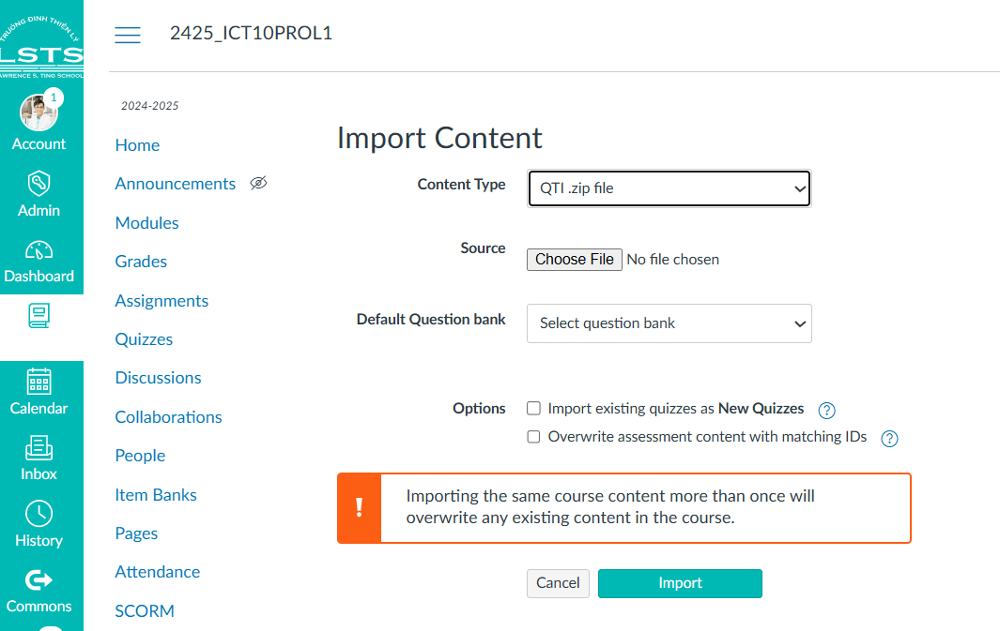 TRƯỜNG ĐINH THIỆN LÝ
LSTS
LAWRENCE S. TING SCHOOL
1
Account
Admin
Dashboard
Calendar
Inbox
History
Commons
2425_ICT10PROL1
2024-2025
Home
Announcements
Modules
Grades
Assignments
Quizzes
Discussions
Collaborations
People
Item Banks
Pages
Attendance
SCORM
Import Content
Content Type
QTI .zip file
Source
Choose File No file chosen
Default Question bank
Select question bank
Options
Import existing quizzes as New Quizzes ?
Overwrite assessment content with matching IDs ?
!
Importing the same course content more than once will
overwrite any existing content in the course.
Cancel
Import